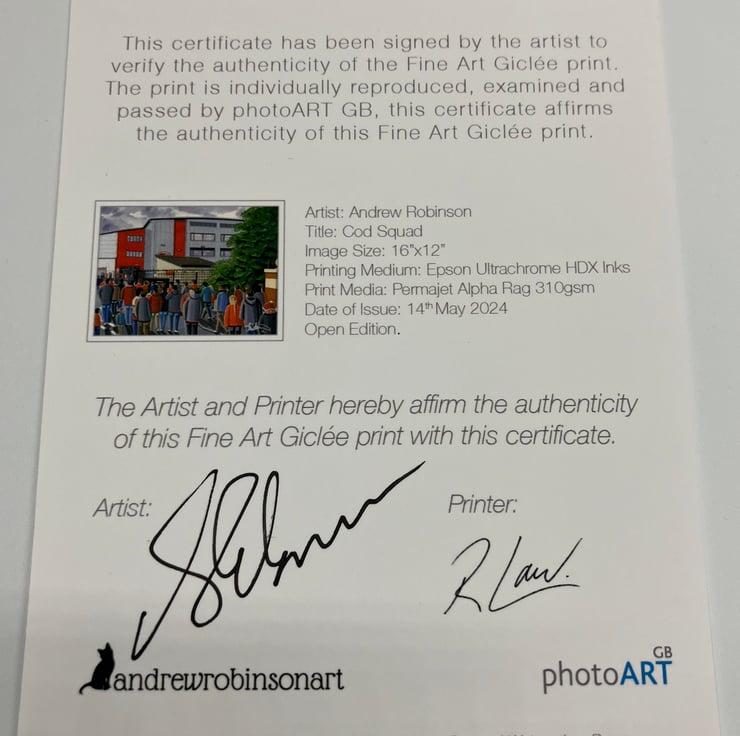 This certificate has been signed by the artist to
verify the authenticity of the Fine Art Giclée print.
The print is individually reproduced, examined and
passed by photoART GB, this certificate affirms
the authenticity of this Fine Art Giclée print.
Artist: Andrew Robinson
Title: Cod Squad
Image Size: 16"x12"
Printing Medium: Epson Ultrachrome HDX Inks
Print Media: Permajet Alpha Rag 310gsm
Date of Issue: 14th May 2024
Open Edition.
The Artist and Printer hereby affirm the authenticity
of this Fine Art Giclée print with this certificate.
Artist:
Printer:
R Law.
andrewrobinsonart
photoART GB